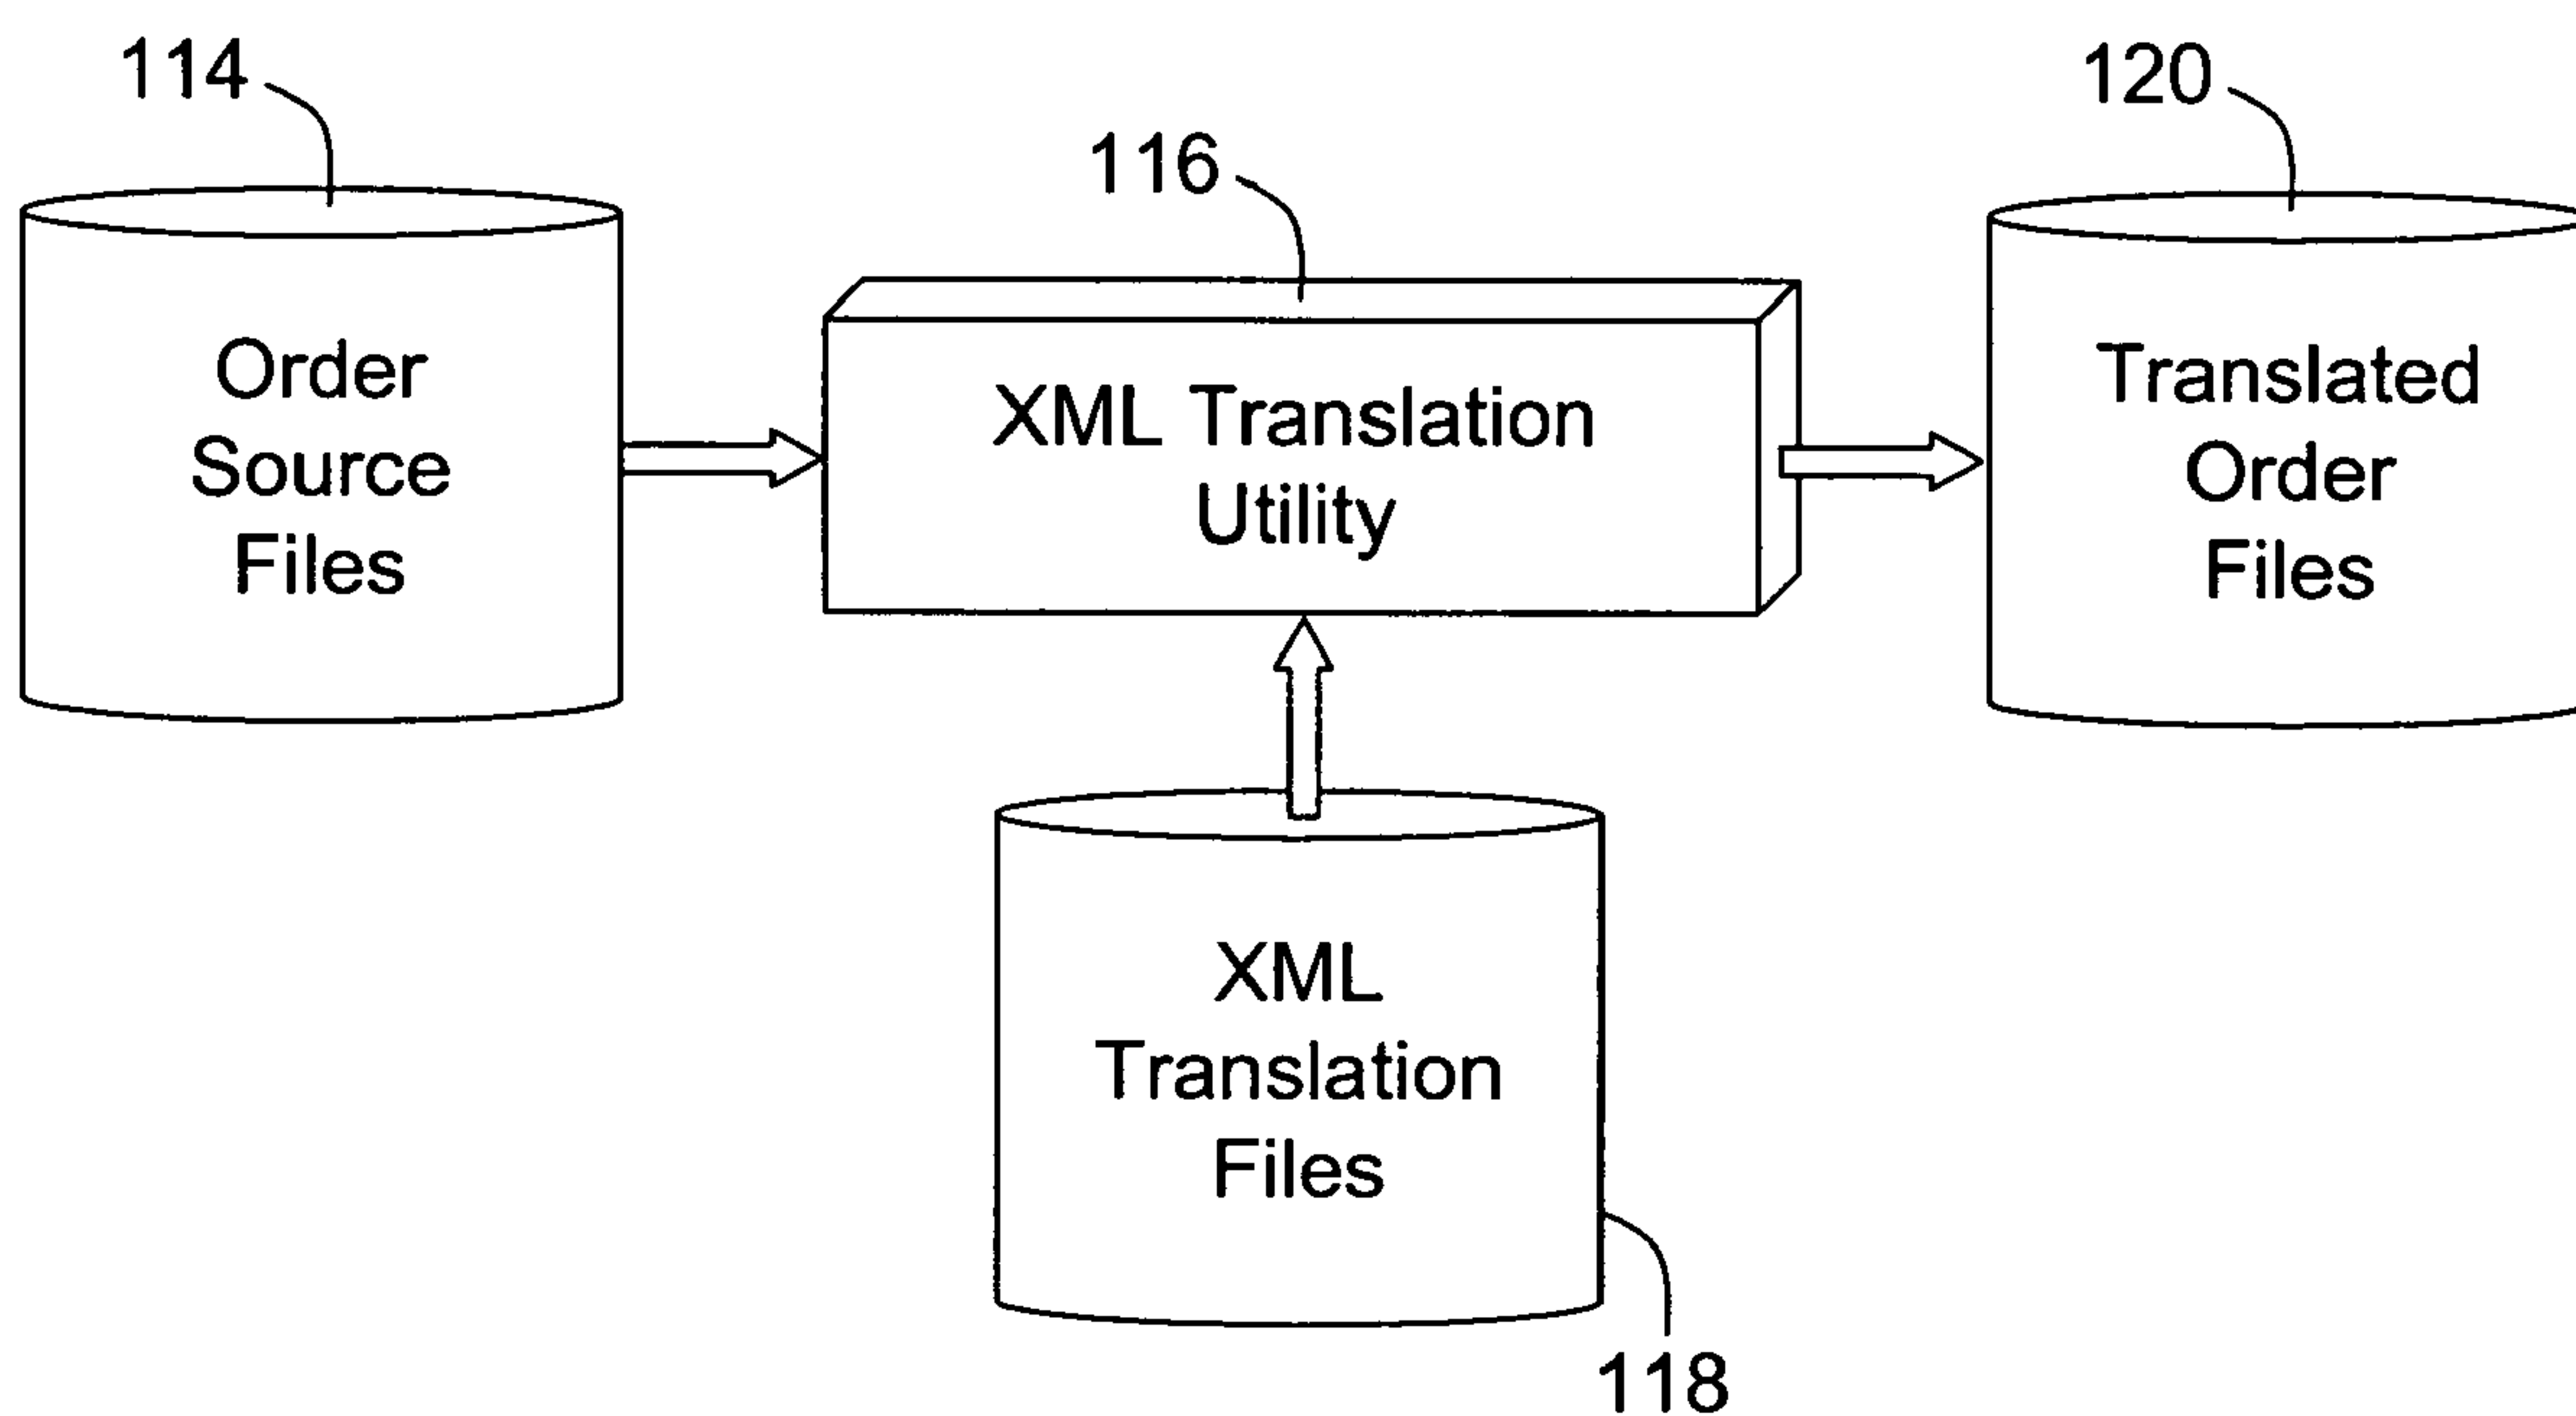 114
120
116
Order
Source
Files
XML Translation
Utility
Translated
Order
Files
XML
Translation
Files
118